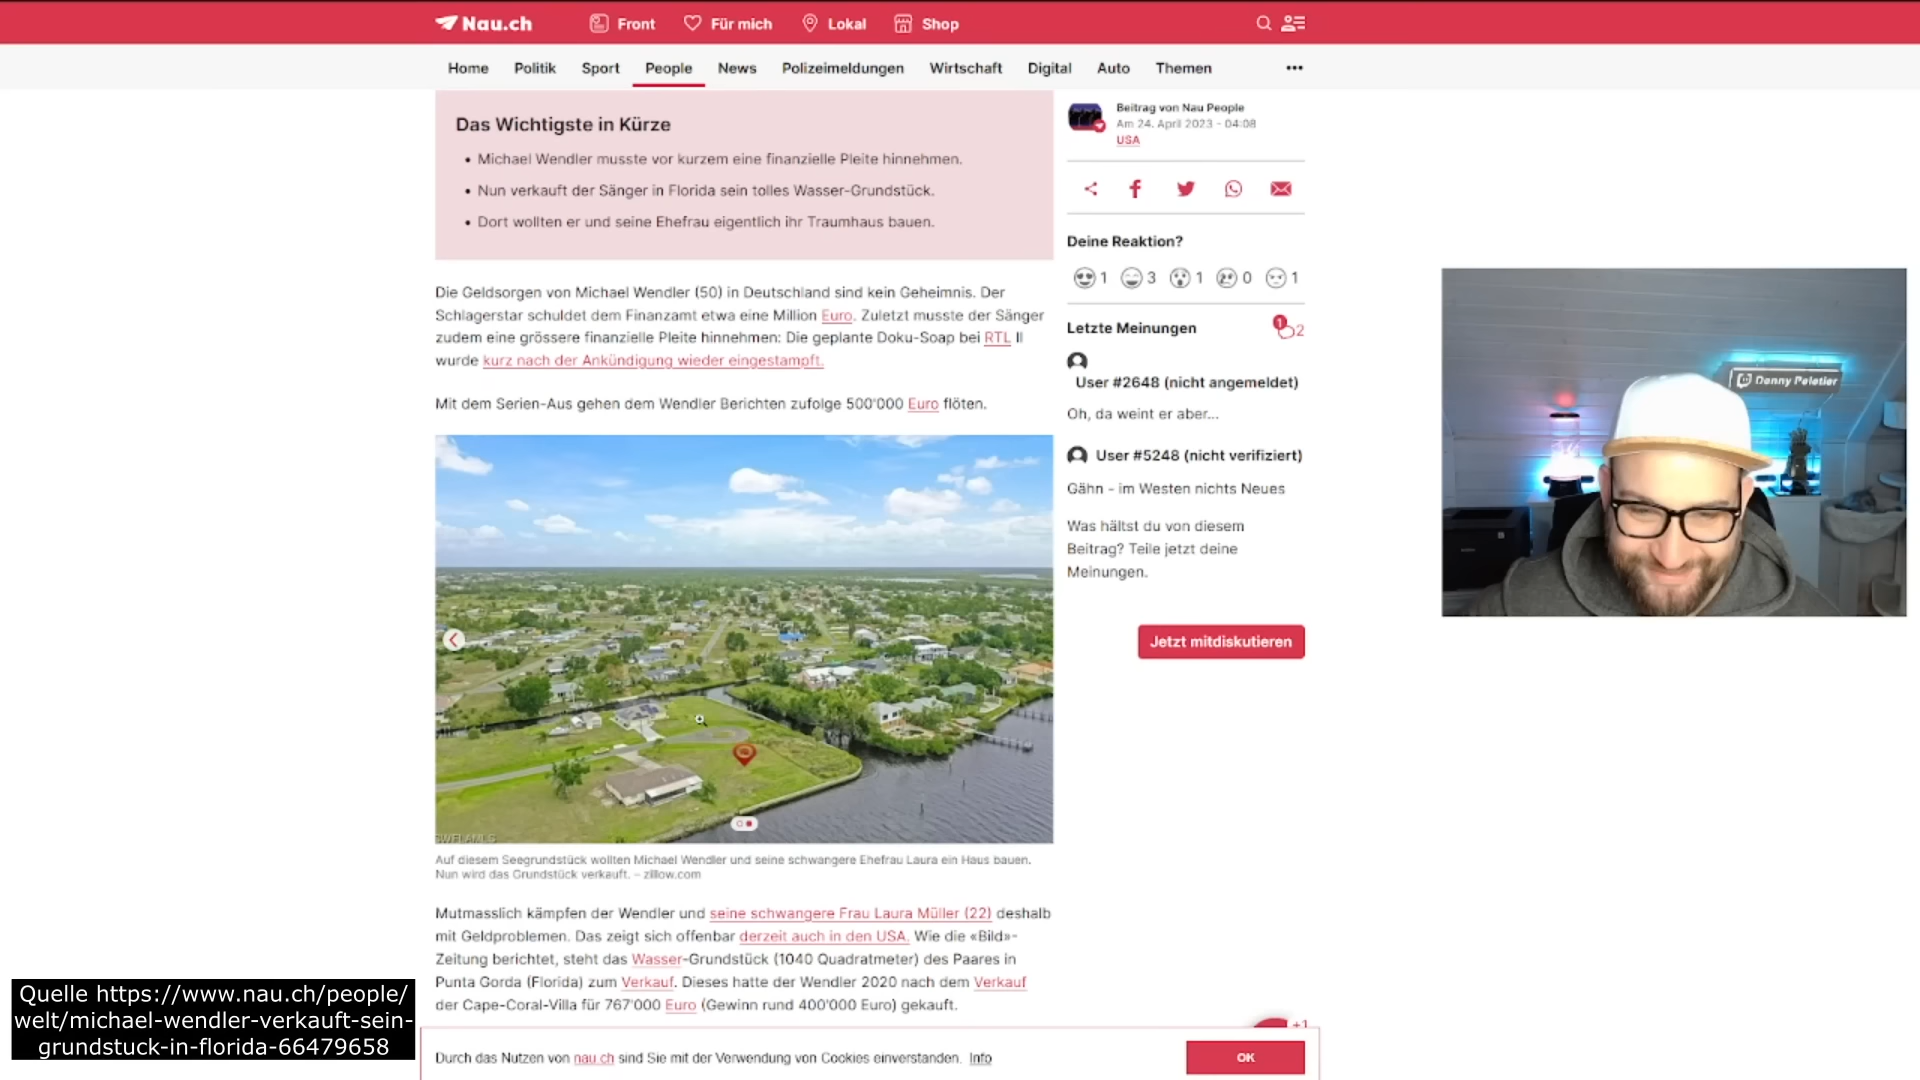 Nau.ch
Front
Für mich
Lokal
Shop
Home
Politik
Sport
People
News
Polizeimeldungen
Wirtschaft
Digital
Auto
Themen
Das Wichtigste in Kürze
• Michael Wendler musste vor kurzem eine finanzielle Pleite hinnehmen.
• Nun verkauft der Sänger in Florida sein tolles Wasser-Grundstück.
• Dort wollten er und seine Ehefrau eigentlich ihr Traumhaus bauen.
Die Geldsorgen von Michael Wendler (50) in Deutschland sind kein Geheimnis. Der
Schlagerstar schuldet dem Finanzamt etwa eine Million Euro. Zuletzt musste der Sänger
zudem eine grössere finanzielle Pleite hinnehmen: Die geplante Doku-Soap bei RTL II
wurde kurz nach der Ankündigung wieder eingestampft.
Mit dem Serien-Aus gehen dem Wendler Berichten zufolge 500'000 Euro flöten.
SWFLAMLS
Auf diesem Seegrundstück wollten Michael Wendler und seine schwangere Ehefrau Laura ein Haus bauen.
Nun wird das Grundstück verkauft. – zillow.com
Mutmasslich kämpfen der Wendler und seine schwangere Frau Laura Müller (22) deshalb
mit Geldproblemen. Das zeigt sich offenbar derzeit auch in den USA. Wie die «Bild»-
Zeitung berichtet, steht das Wasser-Grundstück (1040 Quadratmeter) des Paares in
Punta Gorda (Florida) zum Verkauf. Dieses hatte der Wendler 2020 nach dem Verkauf
der Cape-Coral-Villa für 767'000 Euro (Gewinn rund 400'000 Euro) gekauft.
Beitrag von Nau People
Am 24. April 2023 - 04:08
USA
Deine Reaktion?
1
3
1
0
1
Letzte Meinungen
1
2
User #2648 (nicht angemeldet)
Oh, da weint er aber...
User #5248 (nicht verifiziert)
Gähn - im Westen nichts Neues
Was hältst du von diesem
Beitrag? Teile jetzt deine
Meinungen.
Jetzt mitdiskutieren
Danny Peletier
+1
Durch das Nutzen von nau.ch sind Sie mit der Verwendung von Cookies einverstanden. Info
OK
Quelle https://www.nau.ch/people/
welt/michael-wendler-verkauft-sein-
grundstuck-in-florida-66479658